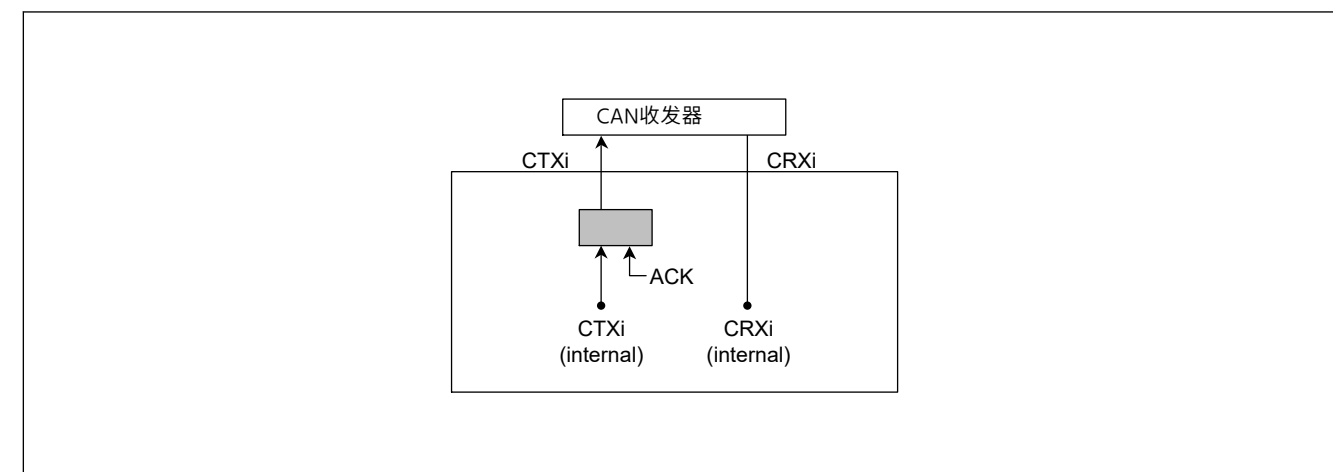 CAN收发器
CTXi
CRXi
ACK
CTXi
(internal)
CRXi
(internal)